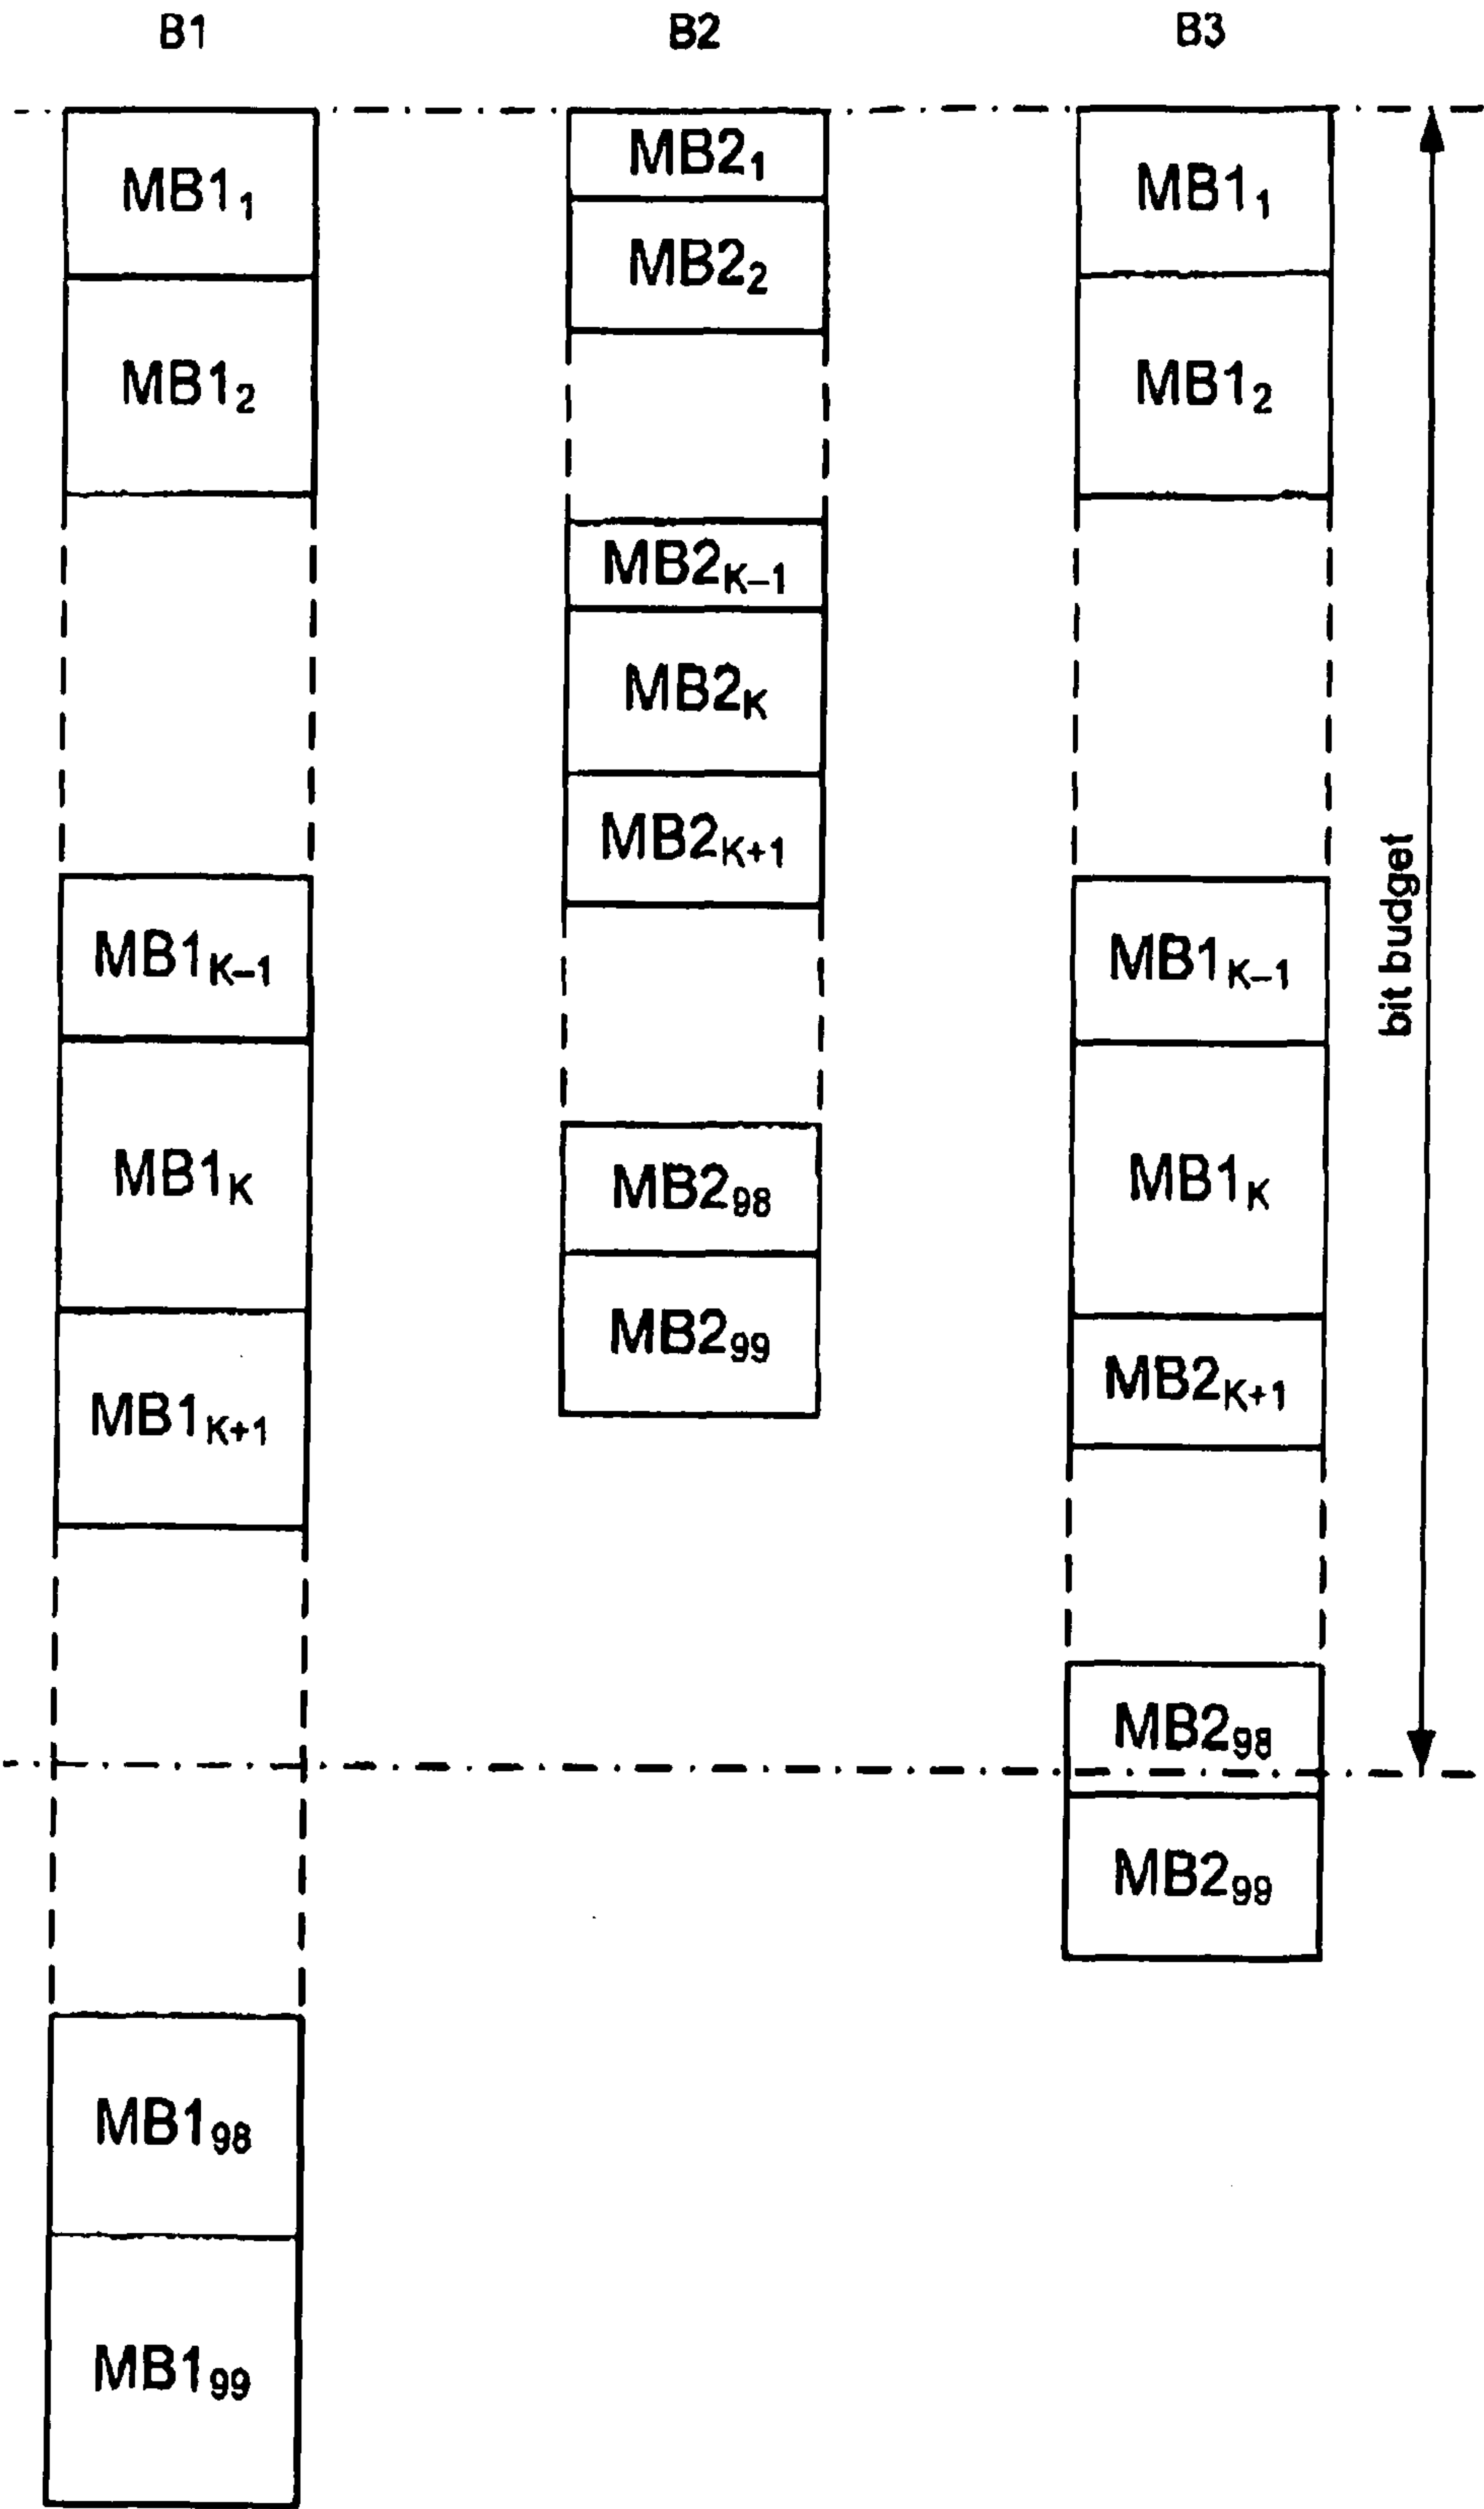 B1
B2
B3
MB1₁
MB1₂
MB1K–1
MB1K
MB1K+1
MB1₉₈
MB1₉₉
MB2₁
MB2₂
MB2K–1
MB2K
MB2K+1
MB2₉₈
MB2₉₉
MB1₁
MB1₂
MB1K–1
MB1K
MB2K+1
MB2₉₈
MB2₉₉
bit budget